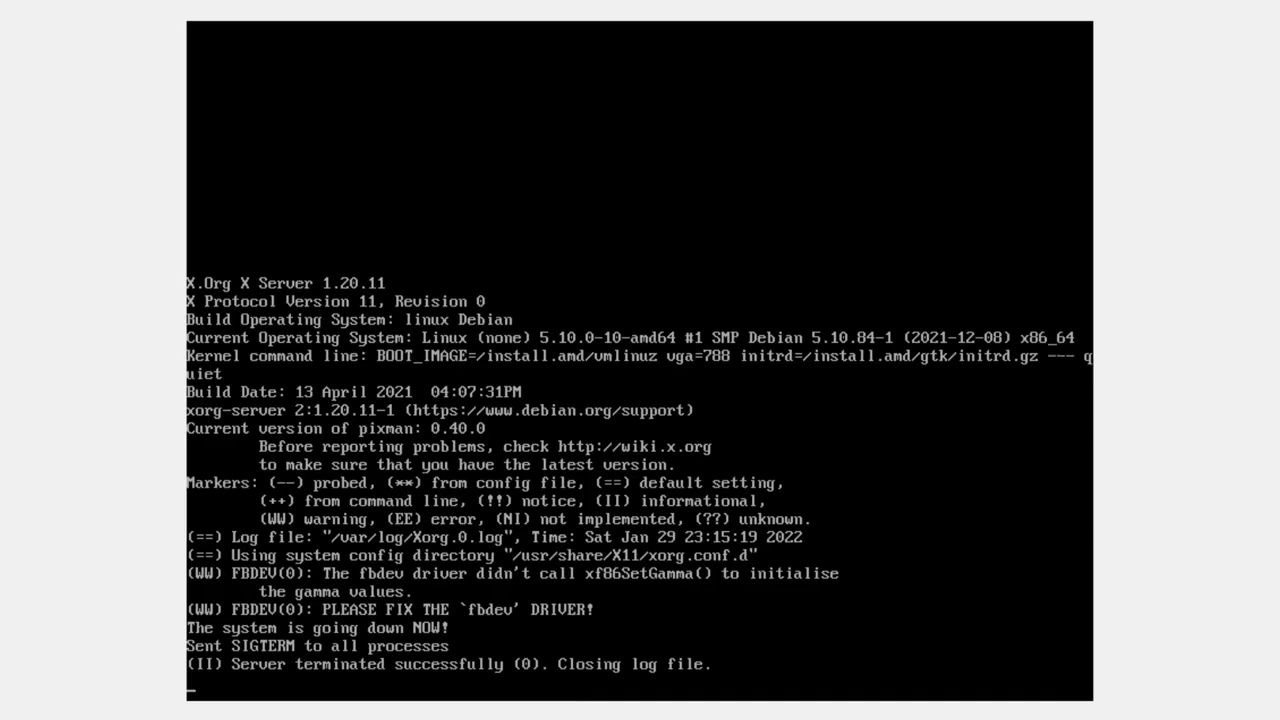 X.Org X Server 1.20.11
X Protocol Version 11, Revision 0
Build Operating System: linux Debian
Current Operating System: Linux (none) 5.10.0-10-amd64 #1 SMP Debian 5.10.84-1 (2021-12-08) x86_64
Kernel command line: BOOT_IMAGE=/install.amd/vmlinuz vga=788 initrd=/install.amd/gtk/initrd.gz --- q
uiet
Build Date: 13 April 2021  04:07:31PM
xorg-server 2:1.20.11-1 (https://www.debian.org/support)
Current version of pixman: 0.40.0
        Before reporting problems, check http://wiki.x.org
        to make sure that you have the latest version.
Markers: (--) probed, (**) from config file, (==) default setting,
        (++) from command line, (!!) notice, (II) informational,
        (WW) warning, (EE) error, (NI) not implemented, (??) unknown.
(==) Log file: "/var/log/Xorg.0.log", Time: Sat Jan 29 23:15:19 2022
(==) Using system config directory "/usr/share/X11/xorg.conf.d"
(WW) FBDEV(0): The fbdev driver didn't call xf86SetGamma() to initialise
        the gamma values.
(WW) FBDEV(0): PLEASE FIX THE `fbdev' DRIVER!
The system is going down NOW!
Sent SIGTERM to all processes
(II) Server terminated successfully (0). Closing log file.